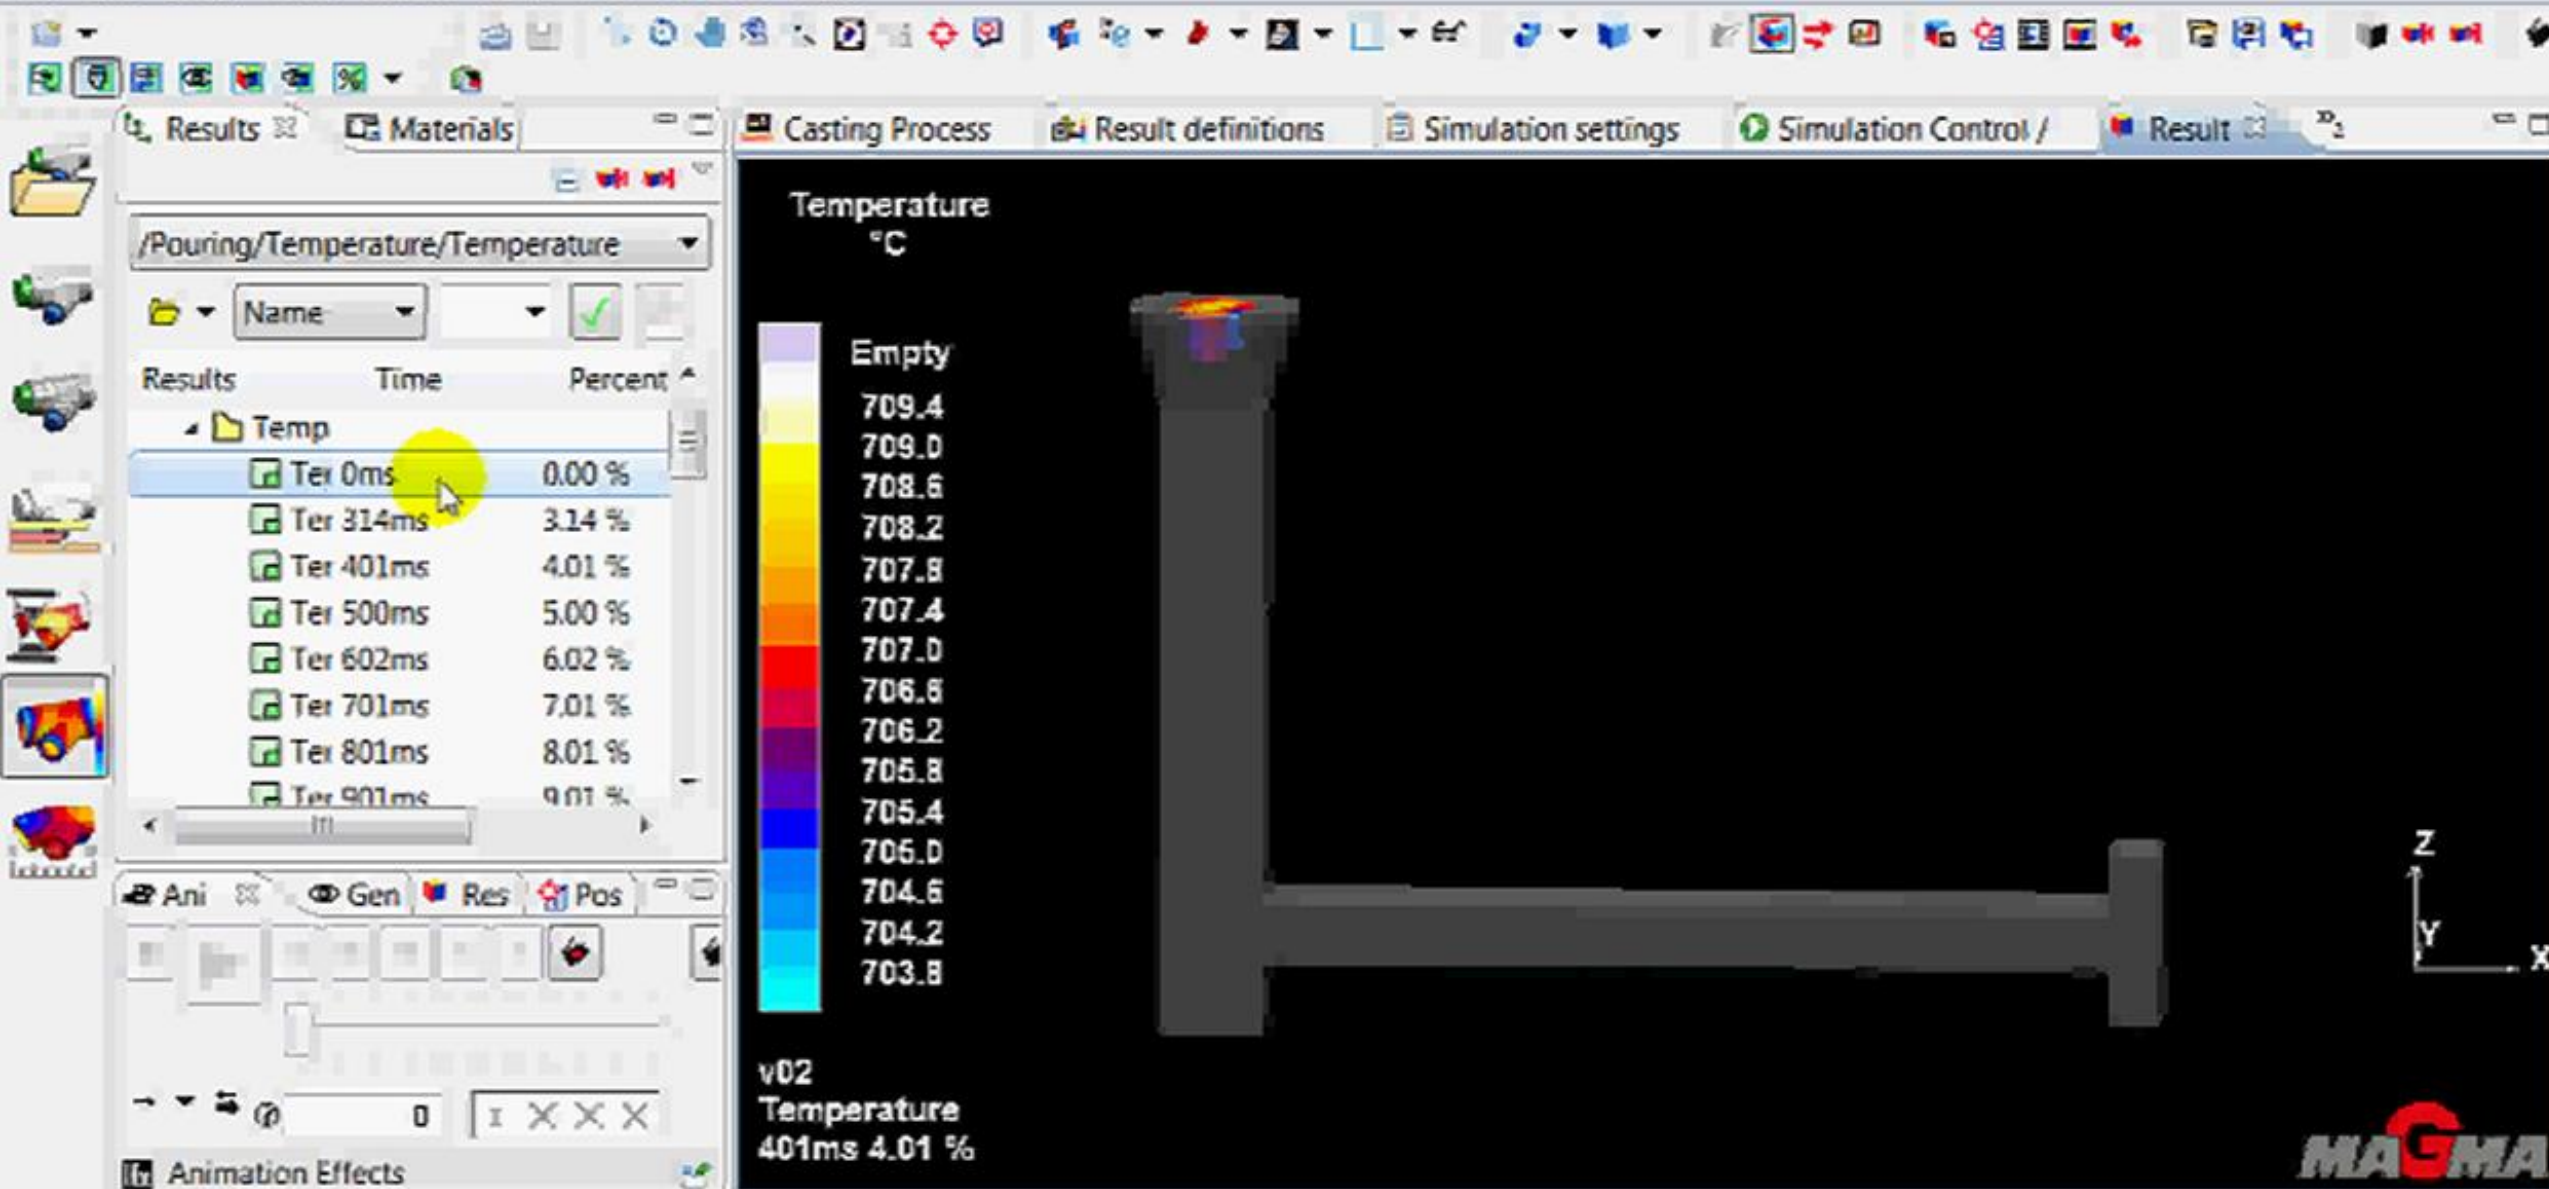 Results
Materials
Casting Process
Result definitions
Simulation settings
Simulation Control /
Result
/Pouring/Temperature/Temperature
Name
Results Time Percent
Temp
Ter 0ms 0.00 %
Ter 314ms 3.14 %
Ter 401ms 4.01 %
Ter 500ms 5.00 %
Ter 602ms 6.02 %
Ter 701ms 7.01 %
Ter 801ms 8.01 %
Ter 901ms 9.01 %
Ani
Gen
Res
Pos
0
Animation Effects
Temperature
°C
Empty
709.4
709.0
708.6
708.2
707.8
707.4
707.0
706.6
706.2
705.8
705.4
705.0
704.6
704.2
703.8
v02
Temperature
401ms 4.01 %
Z
Y
X
MAGMA